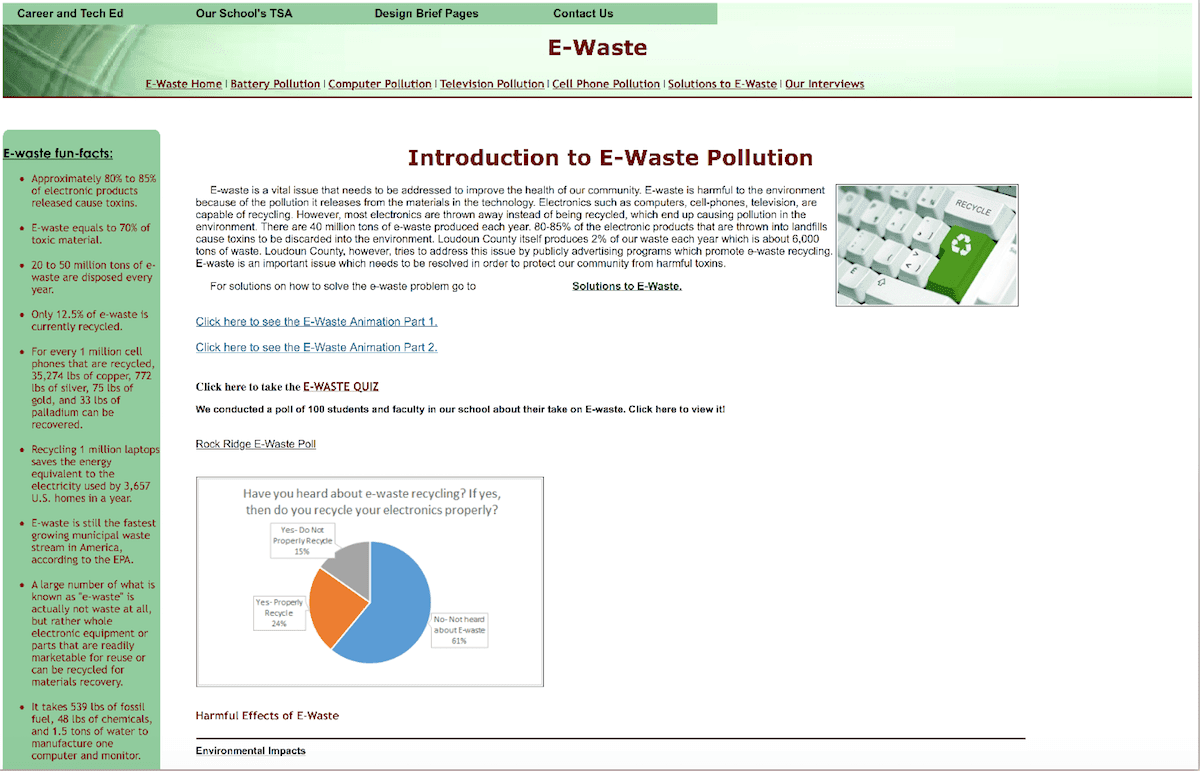 Career and Tech Ed
Our School's TSA
Design Brief Pages
Contact Us
E-Waste
E-Waste Home | Battery Pollution | Computer Pollution | Television Pollution | Cell Phone Pollution | Solutions to E-Waste | Our Interviews
E-waste fun-facts:
• Approximately 80% to 85%
of electronic products
released cause toxins.
• E-waste equals to 70% of
toxic material.
• 20 to 50 million tons of e-
waste are disposed every
year.
• Only 12.5% of e-waste is
currently recycled.
• For every 1 million cell
phones that are recycled,
35,274 lbs of copper, 772
lbs of silver, 75 lbs of
gold, and 33 lbs of
palladium can be
recovered.
• Recycling 1 million laptops
saves the energy
equivalent to the
electricity used by 3,657
U.S. homes in a year.
• E-waste is still the fastest
growing municipal waste
stream in America,
according to the EPA.
• A large number of what is
known as "e-waste" is
actually not waste at all,
but rather whole
electronic equipment or
parts that are readily
marketable for reuse or
can be recycled for
materials recovery.
• It takes 539 lbs of fossil
fuel, 48 lbs of chemicals,
and 1.5 tons of water to
manufacture one
computer and monitor.
Introduction to E-Waste Pollution
E-waste is a vital issue that needs to be addressed to improve the health of our community. E-waste is harmful to the environment
because of the pollution it releases from the materials in the technology. Electronics such as computers, cell-phones, television, are
capable of recycling. However, most electronics are thrown away instead of being recycled, which end up causing pollution in the
environment. There are 40 million tons of e-waste produced each year. 80-85% of the electronic products that are thrown into landfills
cause toxins to be discarded into the environment. Loudoun County itself produces 2% of our waste each year which is about 6,000
tons of waste. Loudoun County, however, tries to address this issue by publicly advertising programs which promote e-waste recycling.
E-waste is an important issue which needs to be resolved in order to protect our community from harmful toxins.
For solutions on how to solve the e-waste problem go to Solutions to E-Waste.
RECYCLE
Click here to see the E-Waste Animation Part 1.
Click here to see the E-Waste Animation Part 2.
Click here to take the E-WASTE QUIZ
We conducted a poll of 100 students and faculty in our school about their take on E-waste. Click here to view it!
Rock Ridge E-Waste Poll
Have you heard about e-waste recycling? If yes,
then do you recycle your electronics properly?
Yes- Do Not
Properly Recycle
15%
Yes- Properly
Recycle
24%
No- Not heard
about E-waste
61%
Harmful Effects of E-Waste
Environmental Impacts